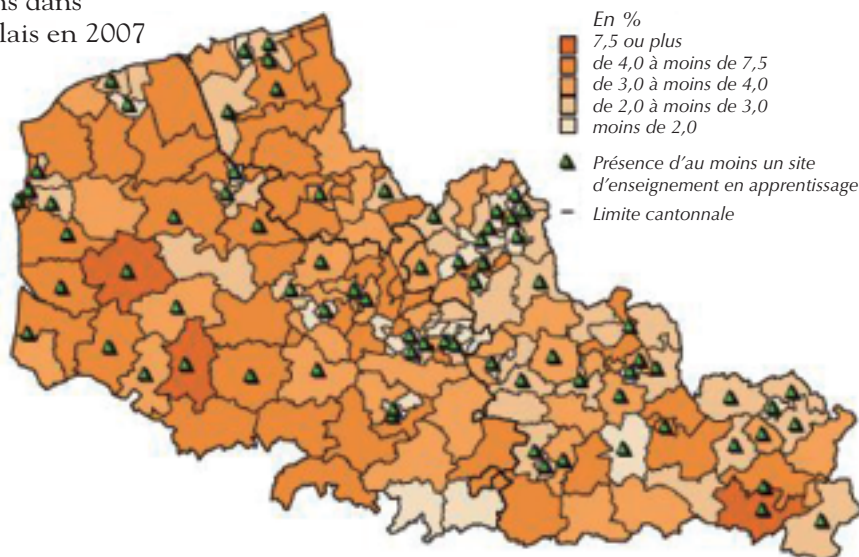 ns dans
lais en 2007
En %
7,5 ou plus
de 4,0 à moins de 7,5
de 3,0 à moins de 4,0
de 2,0 à moins de 3,0
moins de 2,0
Présence d'au moins un site
d'enseignement en apprentissage
Limite cantonnale